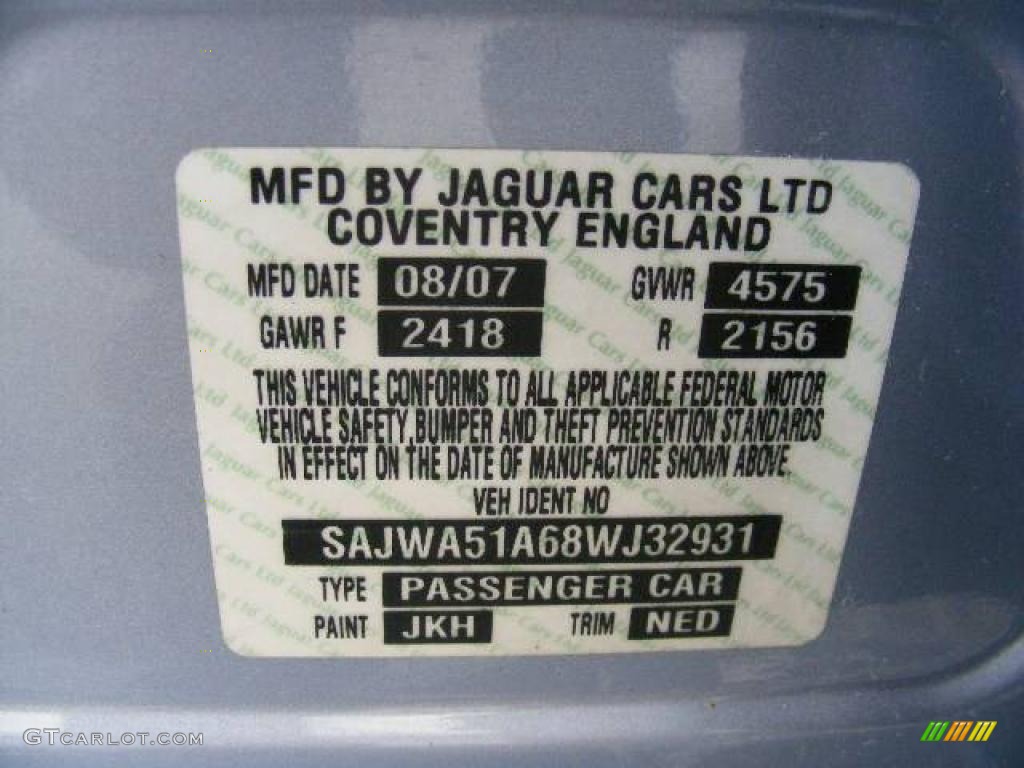 MFD BY JAGUAR CARS LTD
COVENTRY ENGLAND
MFD DATE 08/07 GVWR 4575
GAWR F 2418 R 2156
THIS VEHICLE CONFORMS TO ALL APPLICABLE FEDERAL MOTOR
VEHICLE SAFETY,BUMPER AND THEFT PREVENTION STANDARDS
IN EFFECT ON THE DATE OF MANUFACTURE SHOWN ABOVE.
VEH IDENT NO
SAJWA51A68WJ32931
TYPE PASSENGER CAR
PAINT JKH TRIM NED
GTCARLOT.COM